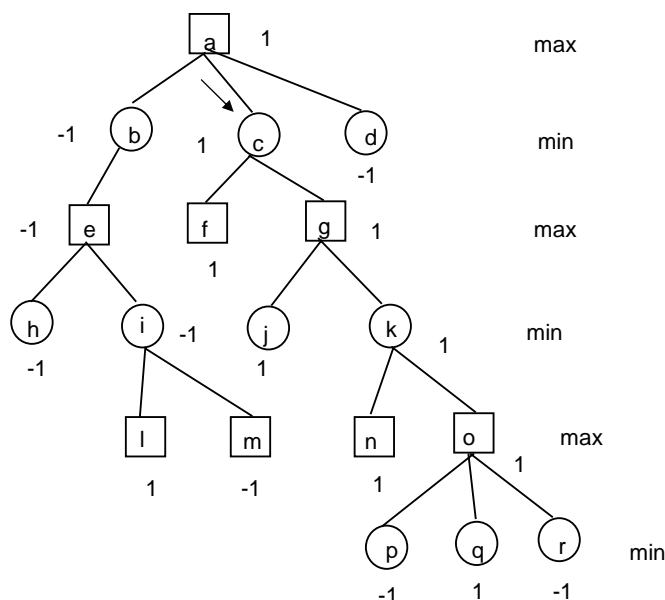 a 1 max
-1 b 1 c d min
-1
-1 e f g 1 max
1
h i -1 j k 1 min
-1 1
l m n o max
1 -1 1 1
p q r min
-1 1 -1